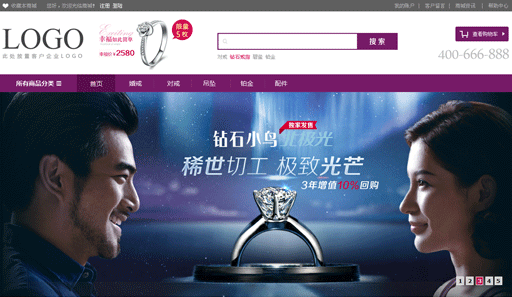 收藏本商城 您好,欢迎光临商城! 注册 登陆 我的账户 | 客户留言 | 商城资讯 | 帮助中心
LOGO
此处放置客户企业LOGO
幸福如此简单
幸福价¥2580
限量
5枚
搜索
对戒 钻石戒指 翡翠 铂金
查看购物车
400-666-888
所有商品分类 首页 婚戒 对戒 吊坠 铂金 配件
独家发售
钻石小鸟 北极光
稀世切工 极致光芒
3年增值10%回购
1 2 3 4 5